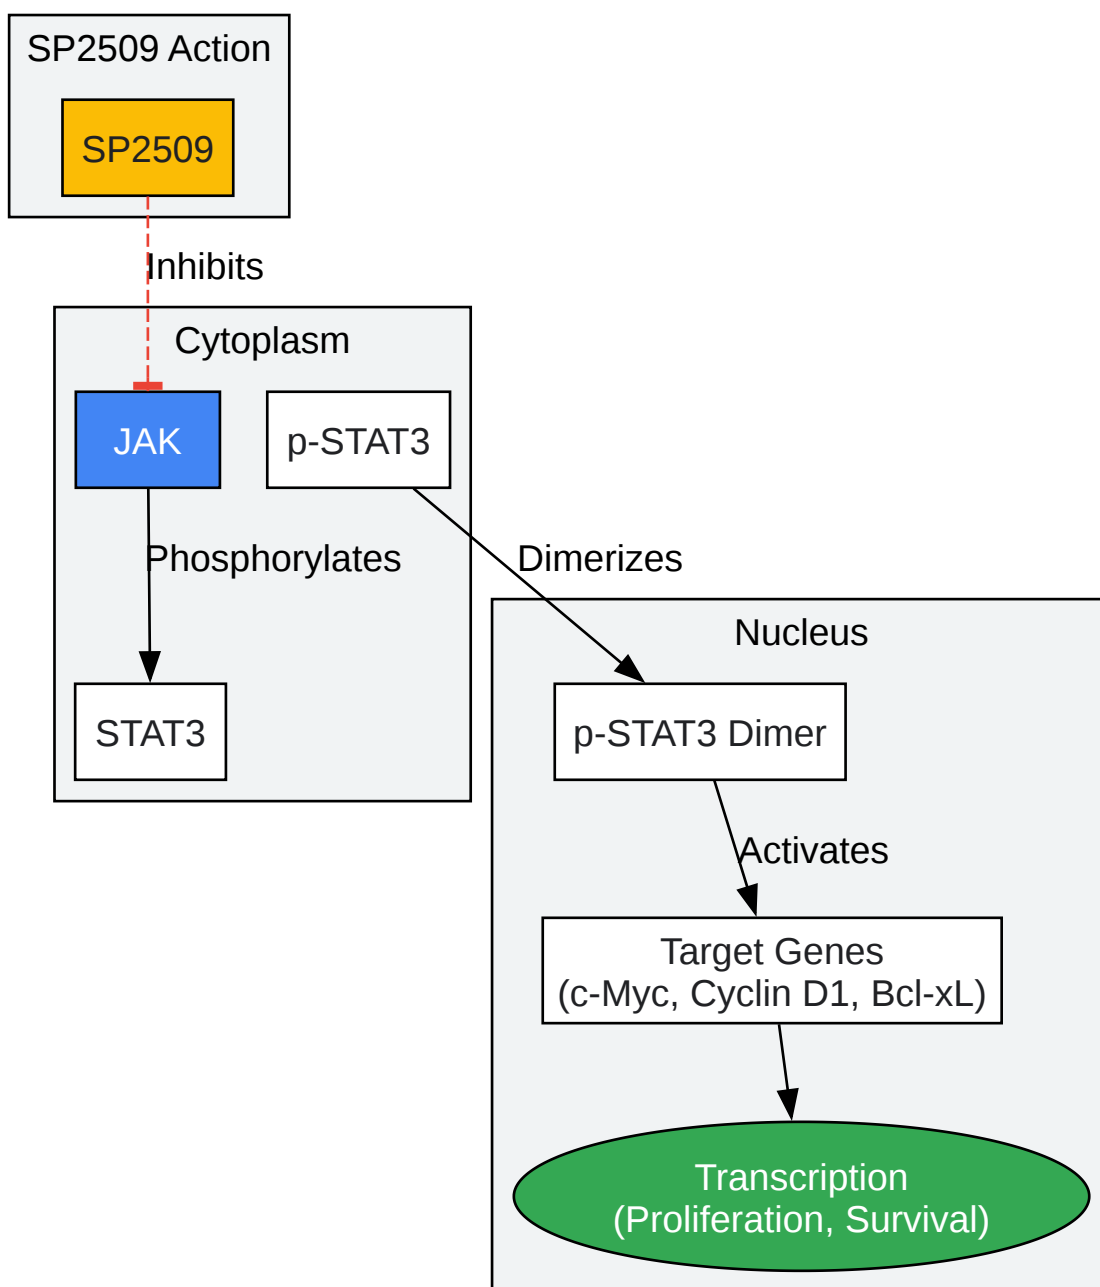 SP2509 Action
SP2509
Inhibits
Cytoplasm
JAK
p-STAT3
Phosphorylates
Dimerizes
STAT3
Nucleus
p-STAT3 Dimer
Activates
Target Genes
(c-Myc, Cyclin D1, Bcl-xL)
Transcription
(Proliferation, Survival)